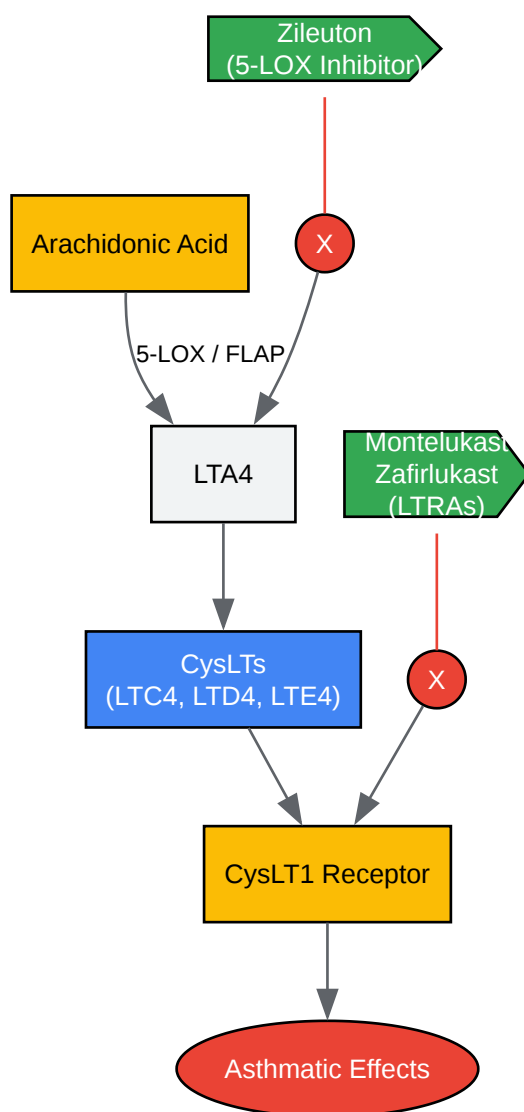 Zileuton
(5-LOX Inhibitor)
Arachidonic Acid
X
5-LOX / FLAP
LTA4
Montelukast
Zafirlukast
(LTRAs)
CysLTs
(LTC4, LTD4, LTE4)
X
CysLT1 Receptor
Asthmatic Effects